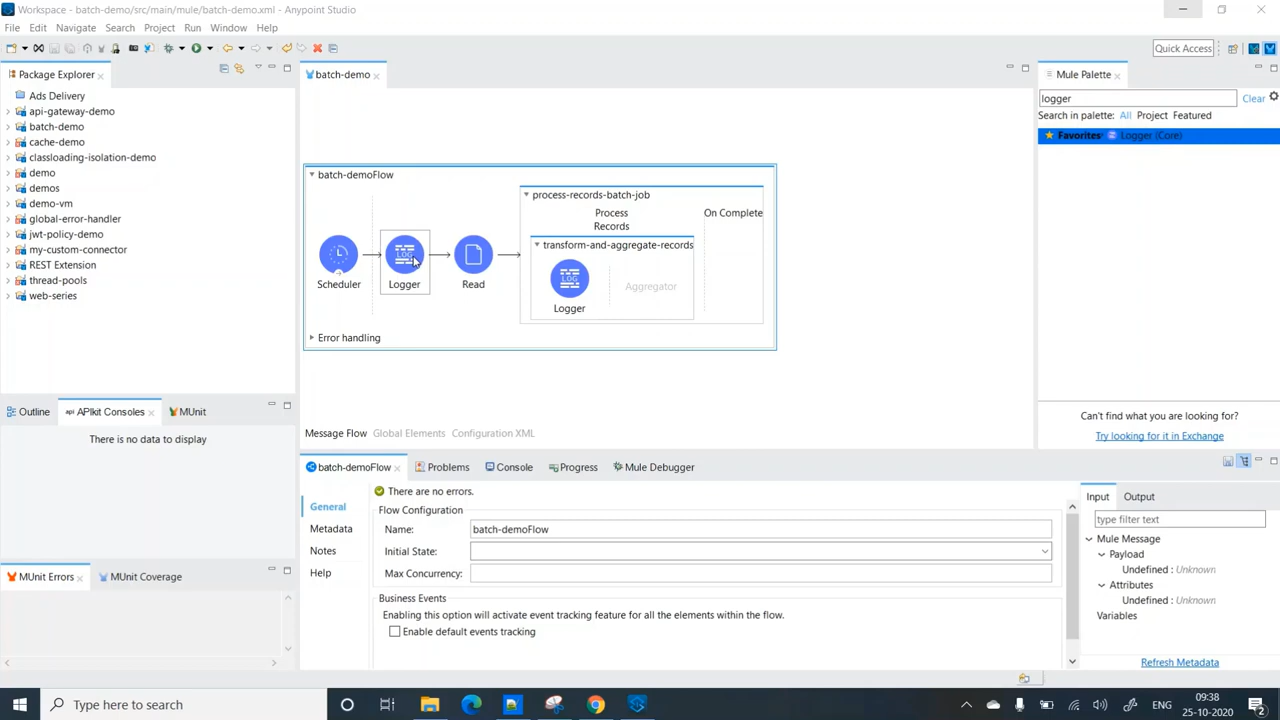 Workspace - batch-demo/src/main/mule/batch-demo.xml - Anypoint Studio
File Edit Navigate Search Project Run Window Help
Quick Access
Package Explorer
Ads Delivery
api-gateway-demo
batch-demo
cache-demo
classloading-isolation-demo
demo
demos
demo-vm
global-error-handler
jwt-policy-demo
my-custom-connector
REST Extension
thread-pools
web-series
Outline
API APIkit Consoles
MUnit
There is no data to display
MUnit Errors
MUnit Coverage
batch-demo
batch-demoFlow
process-records-batch-job
Process
Records
On Complete
transform-and-aggregate-records
LOG
LOG
Scheduler
Logger
Read
Logger
Aggregator
Error handling
Message Flow Global Elements Configuration XML
Mule Palette
logger
Clear
Search in palette: All Project Featured
Favorites Logger (Core)
Can't find what you are looking for?
Try looking for it in Exchange
batch-demoFlow
Problems
Console
Progress
Mule Debugger
There are no errors.
General
Metadata
Notes
Help
Flow Configuration
Name: batch-demoFlow
Initial State:
Max Concurrency:
Business Events
Enabling this option will activate event tracking feature for all the elements within the flow.
Enable default events tracking
Input Output
type filter text
Mule Message
Payload
Undefined : Unknown
Attributes
Undefined : Unknown
Variables
Refresh Metadata
Type here to search
ENG
09:38
25-10-2020
2